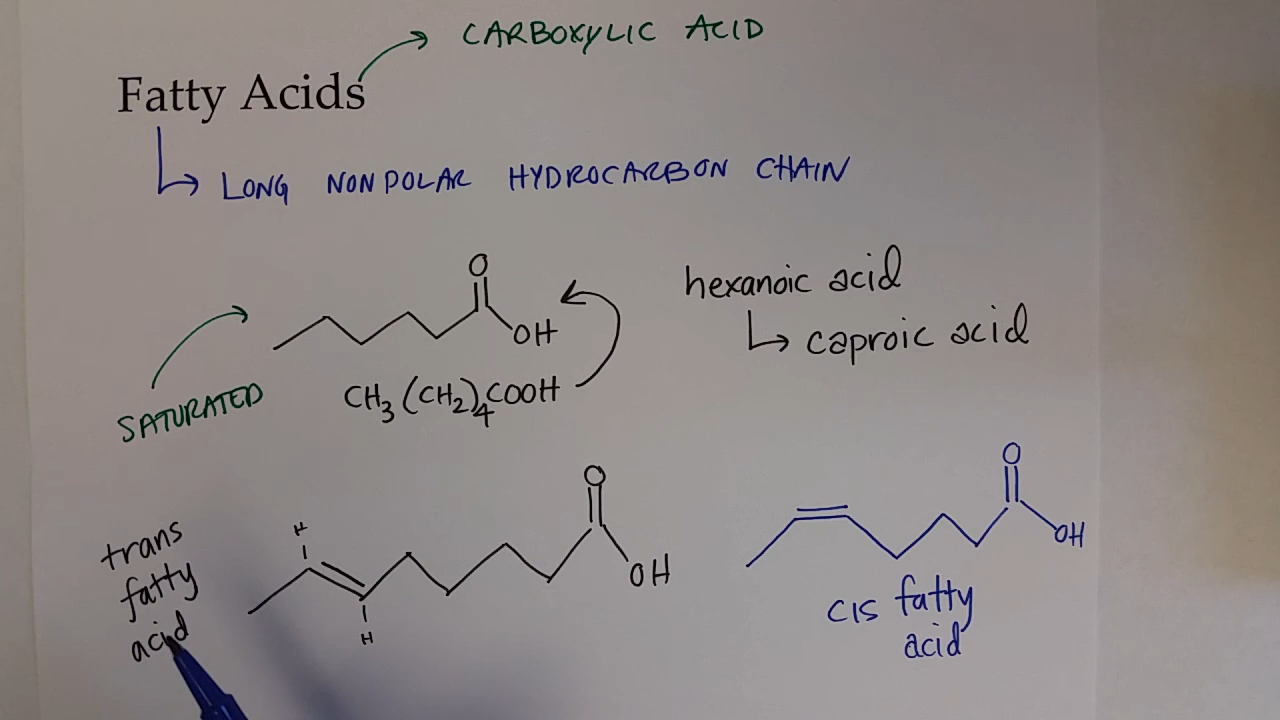 CARBOXYLIC ACID
Fatty Acids
LONG NONPOLAR HYDROCARBON CHAIN
O
OH
hexanoic acid
caproic acid
SATURATED
CH₃(CH₂)₄COOH
trans
fatty
acid
H
H
O
OH
O
OH
cis fatty
acid